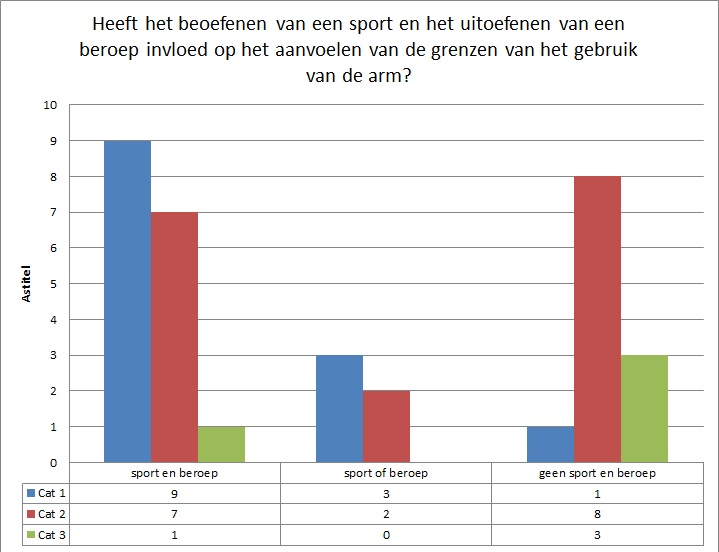 Heeft het beoefenen van een sport en het uitoefenen van een
beroep invloed op het aanvoelen van de grenzen van het gebruik
van de arm?
10
9
8
7
6
5
4
3
2
1
0
Astitel
sport en beroep sport of beroep geen sport en beroep
Cat 1 9 3 1
Cat 2 7 2 8
Cat 3 1 0 3